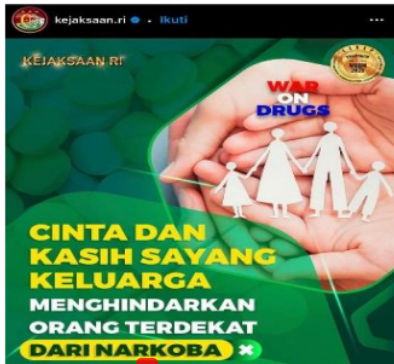 kejaksaan.ri • Ikuti
KEJAKSAAN RI
WAR
ON
DRUGS
CINTA DAN
KASIH SAYANG
KELUARGA
MENGHINDARKAN
ORANG TERDEKAT
DARI NARKOBA